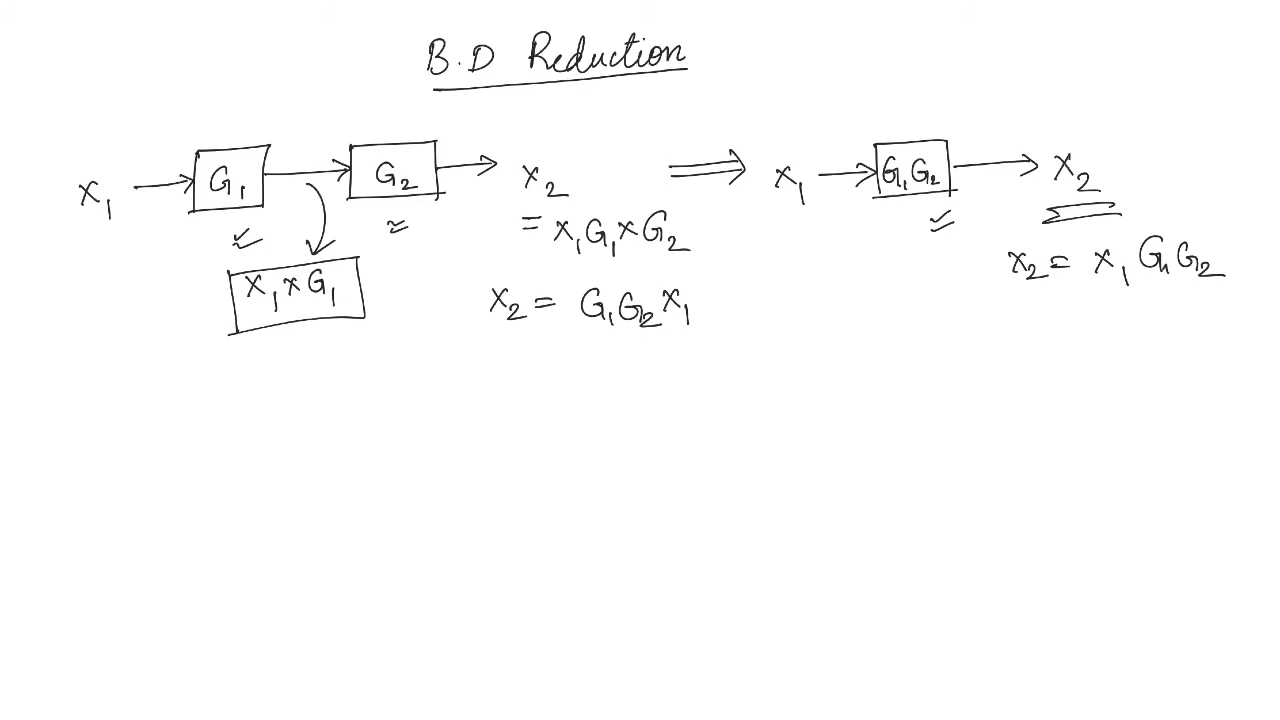 B.D Reduction
X₁ → G₁ → G₂ → X₂ ⇒ X₁ → G₁G₂ → X₂
= X₁G₁ x G₂
X₂ = X₁ G₁G₂
X₁ x G₁
X₂ = G₁G₂X₁